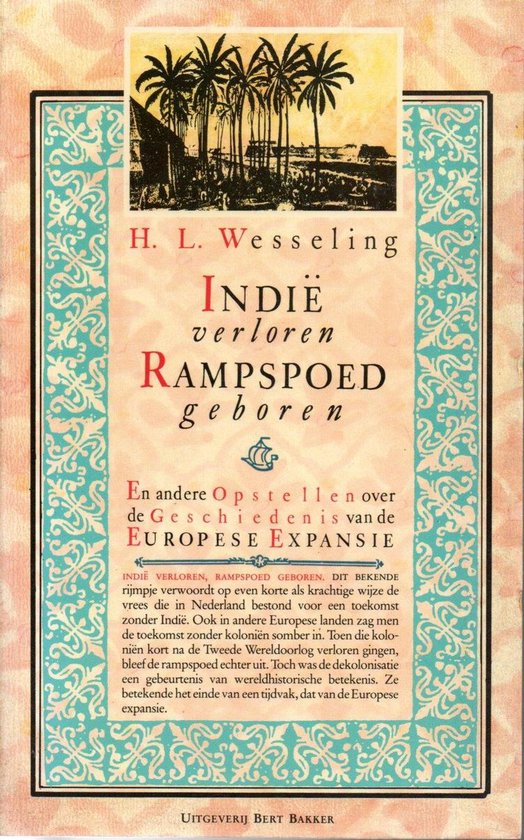 H. L. Wesseling
INDIË
verloren
RAMPSPOED
geboren
En andere Opstellen over
de Geschiedenis van de
EUROPESE EXPANSIE
INDIË VERLOREN, RAMPSPOED GEBOREN. DIT BEKENDE
rijmpje verwoordt op even korte als krachtige wijze de
vrees die in Nederland bestond voor een toekomst
zonder Indië. Ook in andere Europese landen zag men
de toekomst zonder koloniën somber in. Toen die kolo-
niën kort na de Tweede Wereldoorlog verloren gingen,
bleef de rampspoed echter uit. Toch was de dekolonisatie
een gebeurtenis van wereldhistorische betekenis. Ze
betekende het einde van een tijdvak, dat van de Europese
expansie.
UITGEVERIJ BERT BAKKER